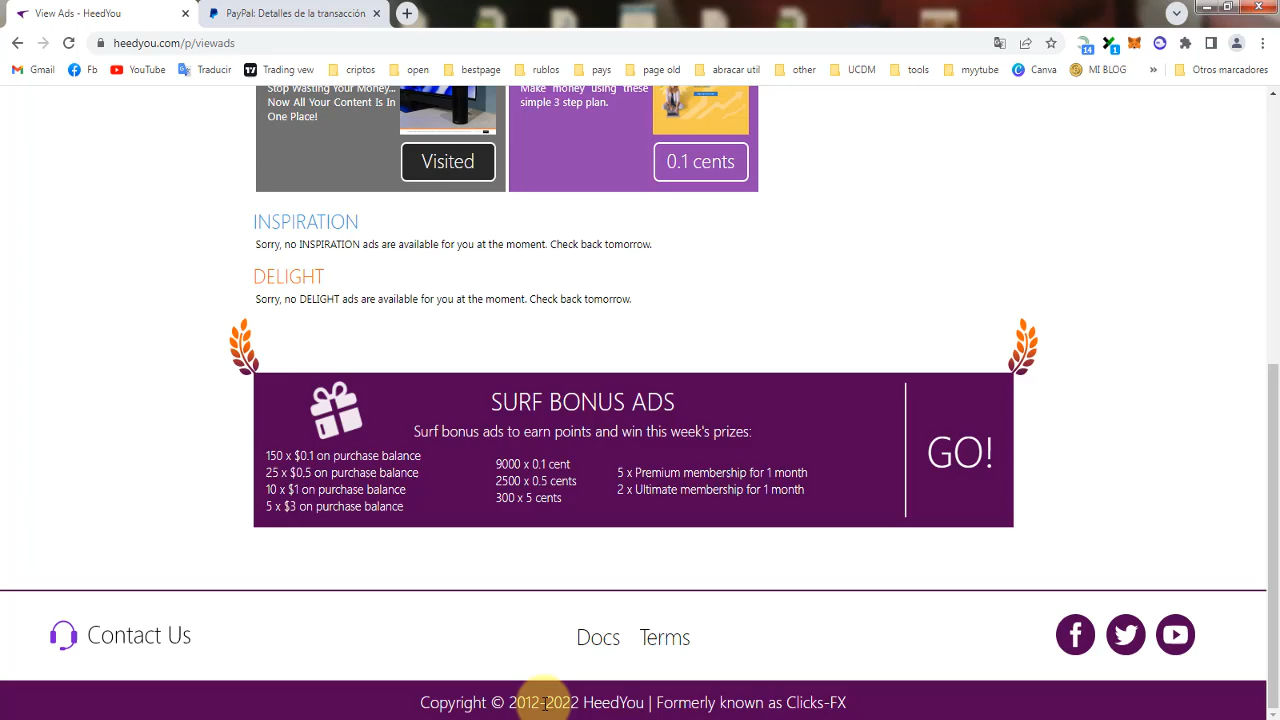 View Ads - HeedYou
PayPal: Detalles de la transacción
heedyou.com/p/viewads
14
1
Gmail
Fb
YouTube
Traducir
Trading vew
cripto
open
bestpage
rublos
pays
page old
abracar util
other
UCDM
tools
myytube
Canva
MI BLOG
»
Otros marcadores
Stop Wasting Your Money...
Now All Your Content Is In
One Place!
Visited
Make money using these
simple 3 step plan.
0.1 cents
INSPIRATION
Sorry, no INSPIRATION ads are available for you at the moment. Check back tomorrow.
DELIGHT
Sorry, no DELIGHT ads are available for you at the moment. Check back tomorrow.
SURF BONUS ADS
Surf bonus ads to earn points and win this week's prizes:
150 x $0.1 on purchase balance
25 x $0.5 on purchase balance
10 x $1 on purchase balance
5 x $3 on purchase balance
9000 x 0.1 cent
2500 x 0.5 cents
300 x 5 cents
5 x Premium membership for 1 month
2 x Ultimate membership for 1 month
GO!
Contact Us
Docs
Terms
Copyright © 2012-2022 HeedYou | Formerly known as Clicks-FX